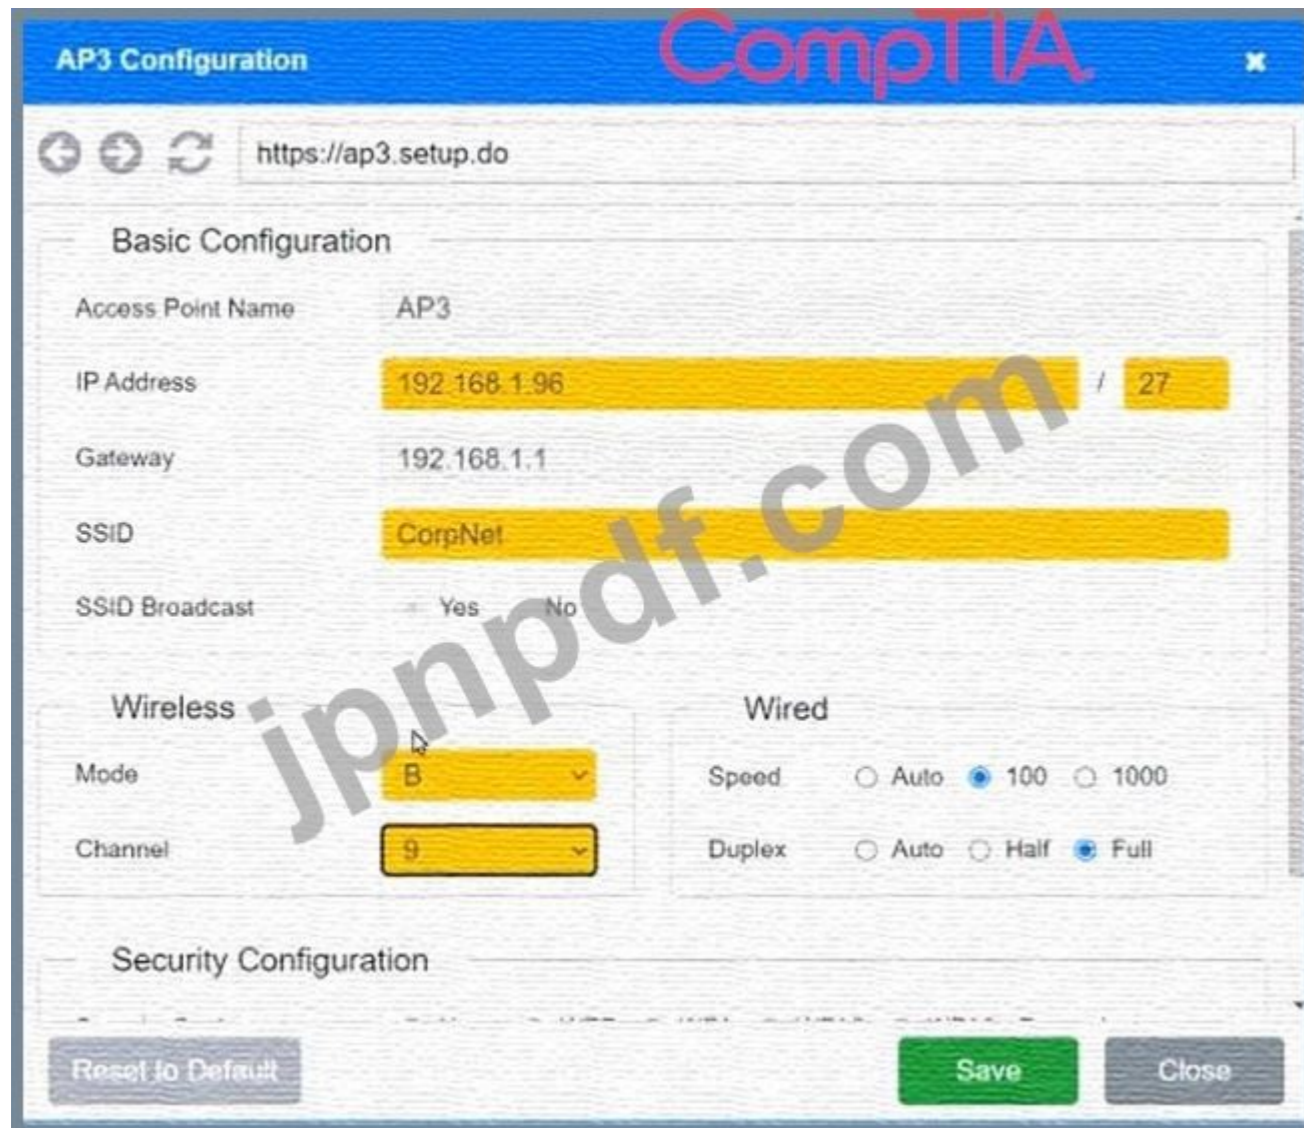 CompTIA
AP3 Configuration
https://ap3.setup.do
Basic Configuration
Access Point Name AP3
IP Address 192.168.1.96 / 27
Gateway 192.168.1.1
SSID CorpNet
SSID Broadcast Yes No
Wireless Wired
Mode B Speed Auto 100 1000
Channel 9 Duplex Auto Half Full
Security Configuration
Reset to Default Save Close
jpnpdf.com